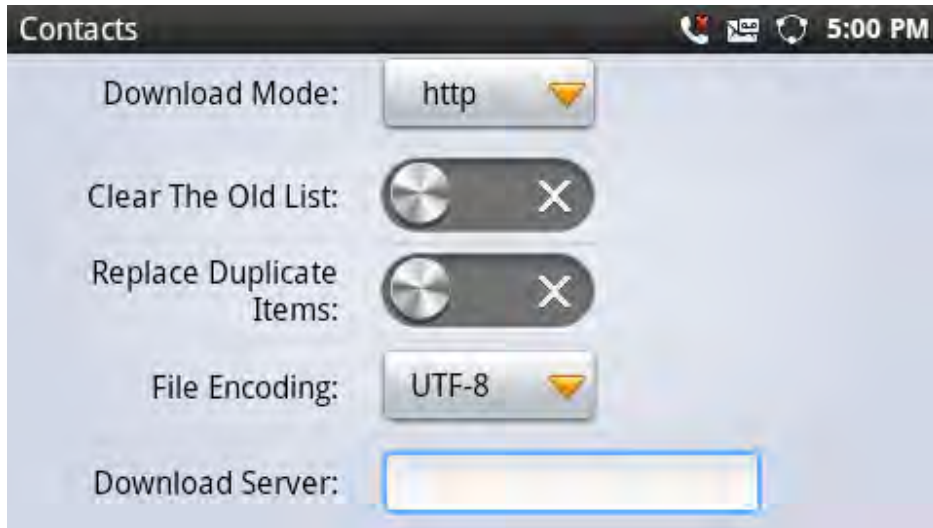 Contacts 5:00 PM
Download Mode: http
Clear The Old List:
Replace Duplicate
Items:
File Encoding: UTF-8
Download Server: